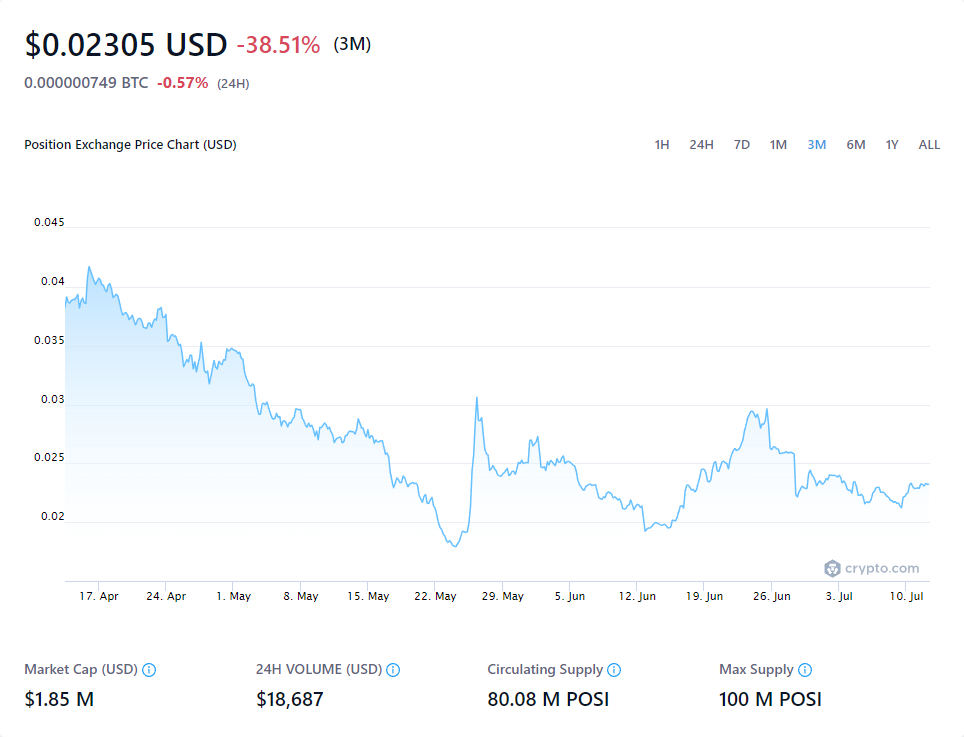 $0.02305 USD -38.51% (3M)
0.000000749 BTC -0.57% (24H)
Position Exchange Price Chart (USD) 1H 24H 7D 1M 3M 6M 1Y ALL
0.045
0.04
0.035
0.03
0.025
0.02
crypto.com
17. Apr 24. Apr 1. May 8. May 15. May 22. May 29. May 5. Jun 12. Jun 19. Jun 26. Jun 3. Jul 10. Jul
Market Cap (USD) 24H VOLUME (USD) Circulating Supply Max Supply
$1.85 M $18,687 80.08 M POSI 100 M POSI